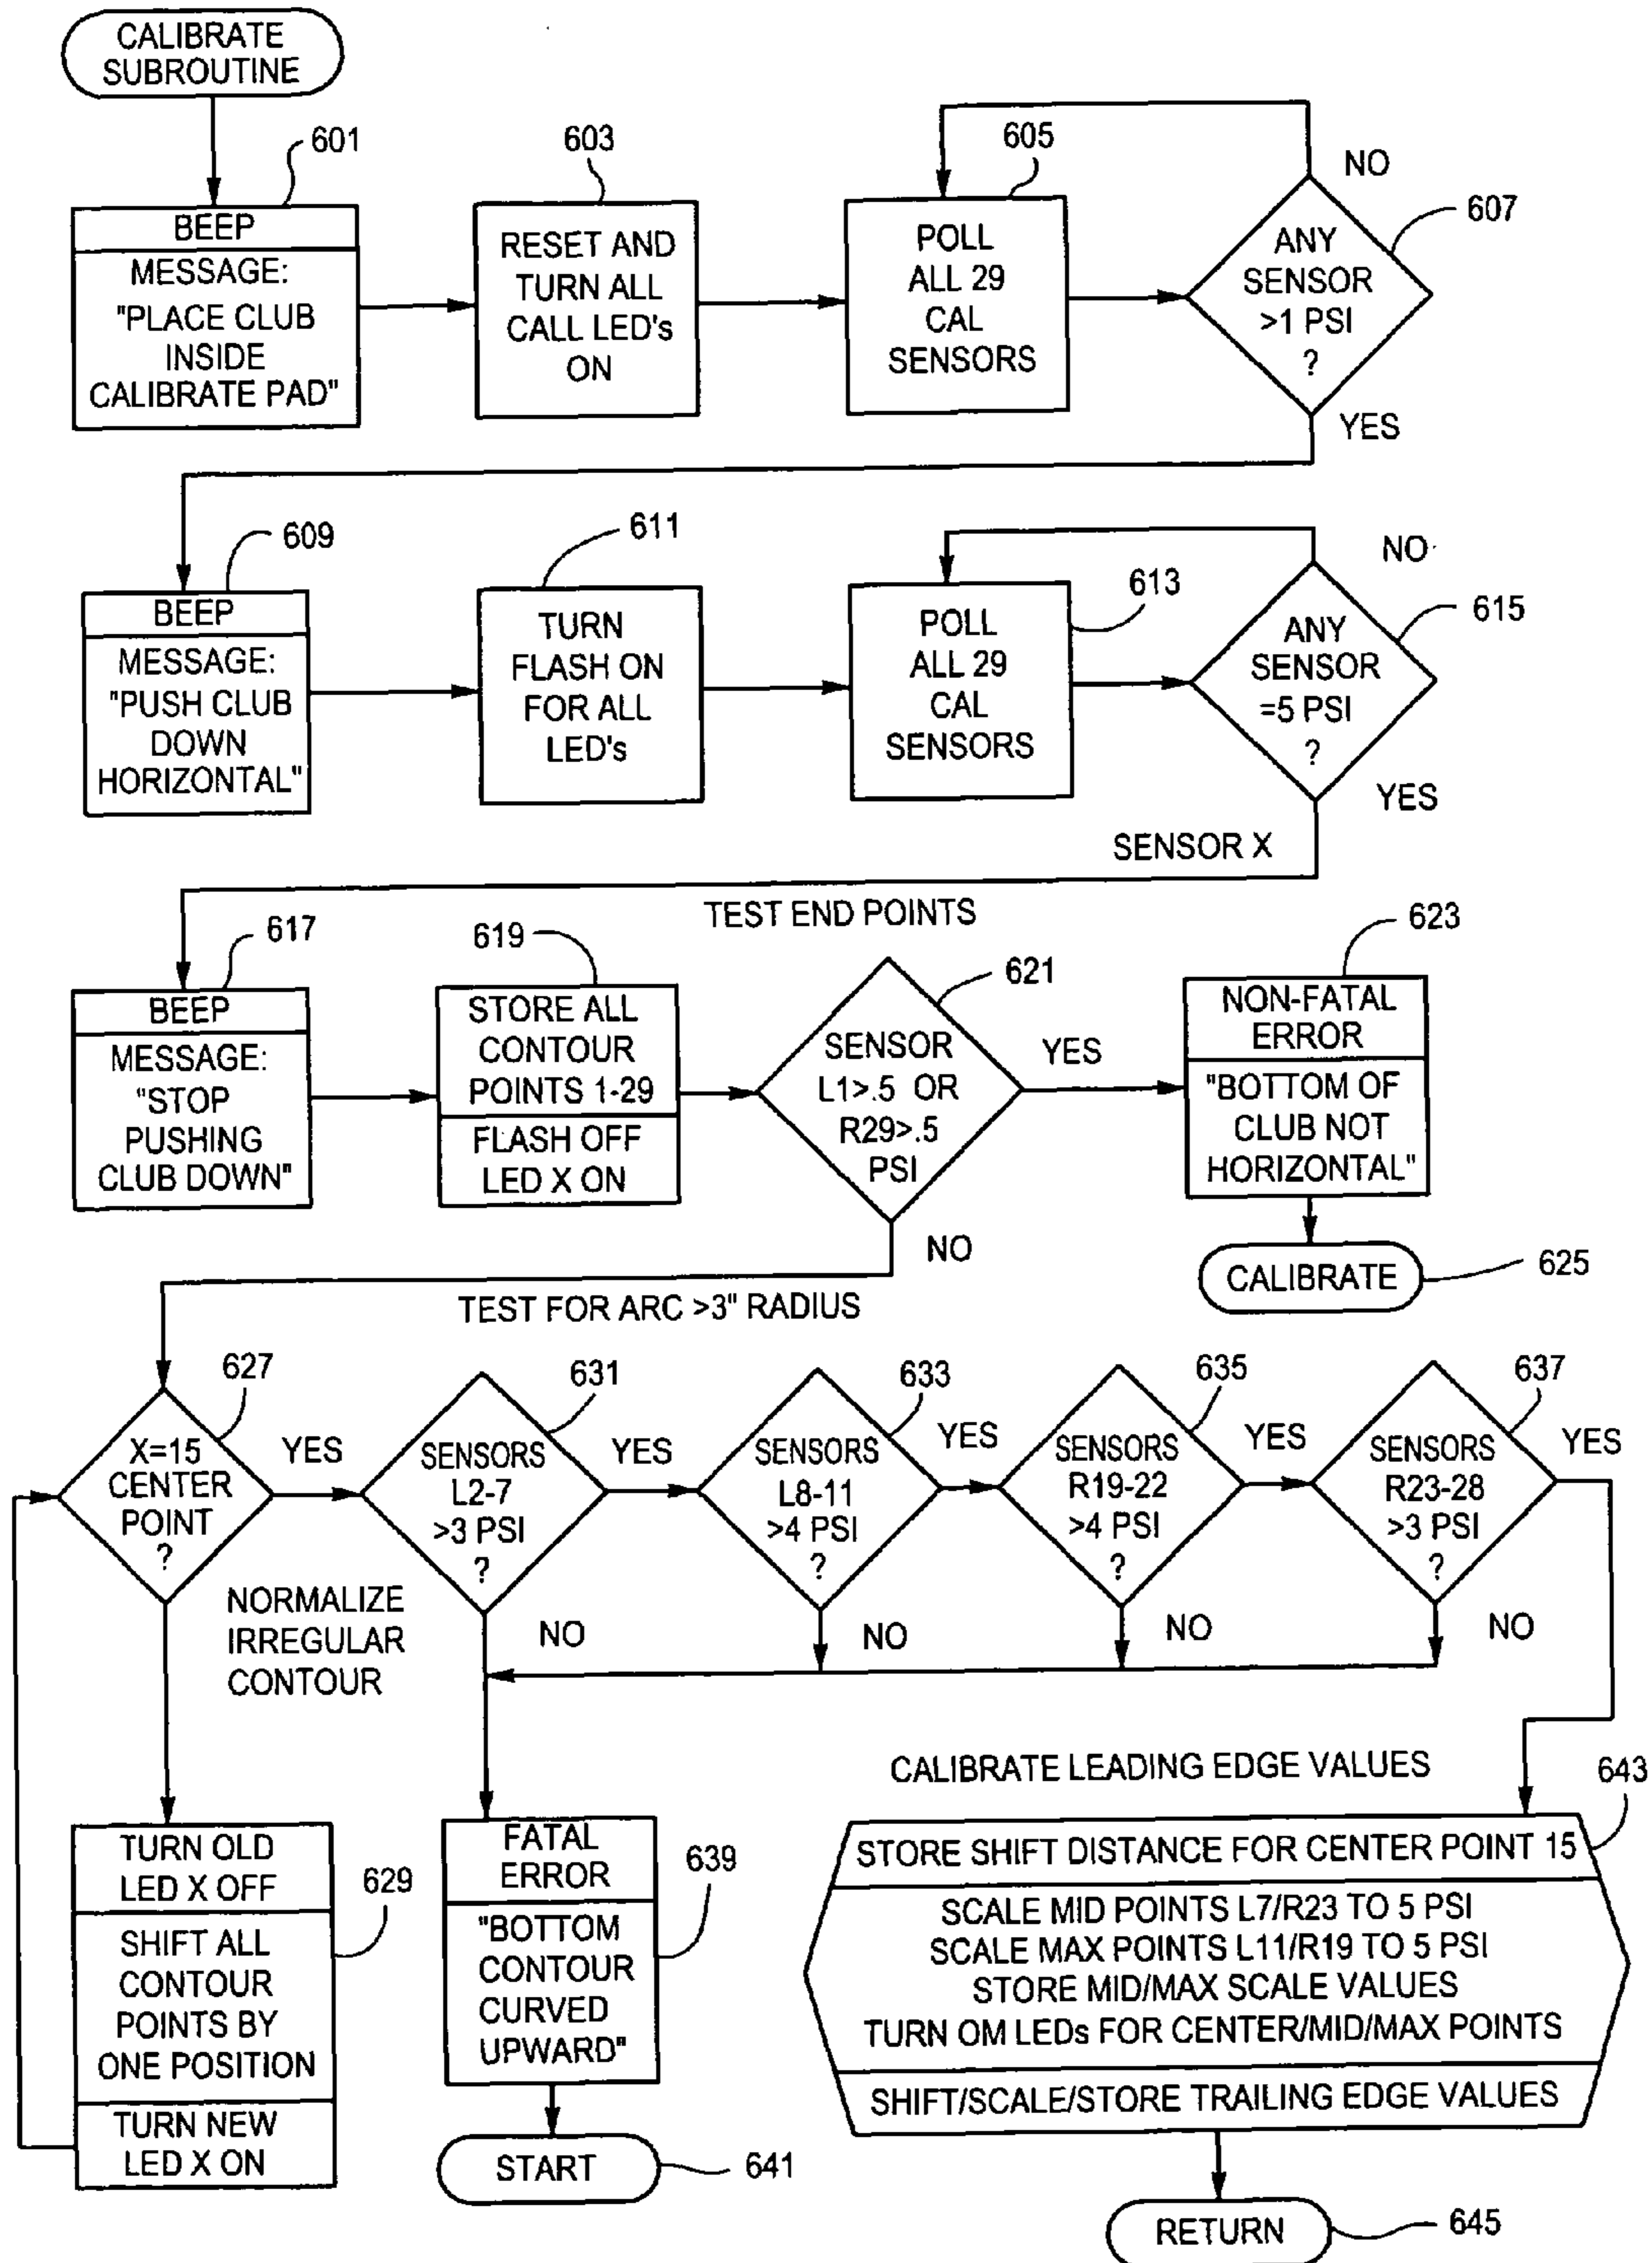 CALIBRATE
SUBROUTINE
601
BEEP
MESSAGE:
"PLACE CLUB
INSIDE
CALIBRATE PAD"
603
RESET AND
TURN ALL
CALL LED's
ON
605
POLL
ALL 29
CAL
SENSORS
NO
607
ANY
SENSOR
>1 PSI
?
YES
609
BEEP
MESSAGE:
"PUSH CLUB
DOWN
HORIZONTAL"
611
TURN
FLASH ON
FOR ALL
LED's
613
POLL
ALL 29
CAL
SENSORS
NO
615
ANY
SENSOR
=5 PSI
?
YES
SENSOR X
TEST END POINTS
617
BEEP
MESSAGE:
"STOP
PUSHING
CLUB DOWN"
619
STORE ALL
CONTOUR
POINTS 1-29
FLASH OFF
LED X ON
621
SENSOR
L1>.5 OR
R29>.5
PSI
YES
NO
623
NON-FATAL
ERROR
"BOTTOM OF
CLUB NOT
HORIZONTAL"
CALIBRATE
625
TEST FOR ARC >3" RADIUS
627
X=15
CENTER
POINT
?
YES
631
SENSORS
L2-7
>3 PSI
?
YES
NO
633
SENSORS
L8-11
>4 PSI
?
YES
NO
635
SENSORS
R19-22
>4 PSI
?
YES
NO
637
SENSORS
R23-28
>3 PSI
?
YES
NO
NORMALIZE
IRREGULAR
CONTOUR
TURN OLD
LED X OFF
SHIFT ALL
CONTOUR
POINTS BY
ONE POSITION
TURN NEW
LED X ON
629
FATAL
ERROR
"BOTTOM
CONTOUR
CURVED
UPWARD"
639
START
641
CALIBRATE LEADING EDGE VALUES
643
STORE SHIFT DISTANCE FOR CENTER POINT 15
SCALE MID POINTS L7/R23 TO 5 PSI
SCALE MAX POINTS L11/R19 TO 5 PSI
STORE MID/MAX SCALE VALUES
TURN OM LEDs FOR CENTER/MID/MAX POINTS
SHIFT/SCALE/STORE TRAILING EDGE VALUES
RETURN
645